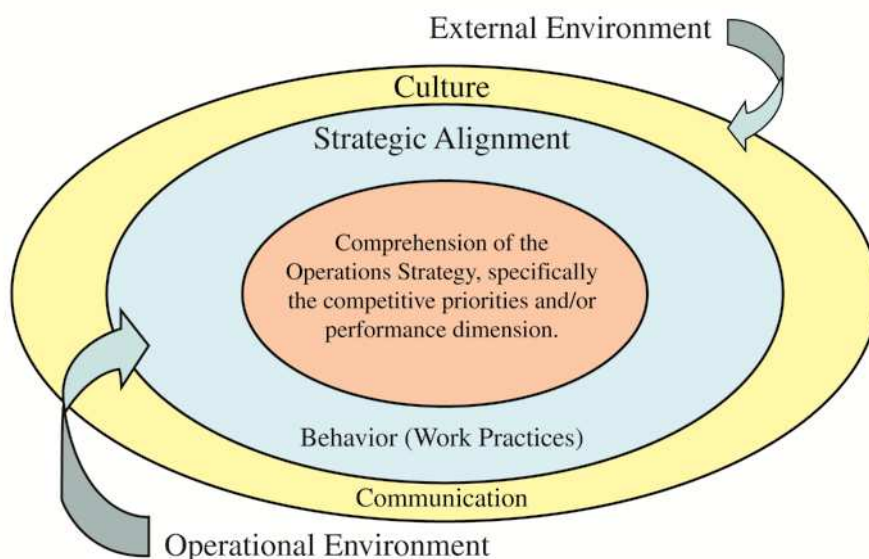 External Environment
Culture
Strategic Alignment
Comprehension of the
Operations Strategy, specifically
the competitive priorities and/or
performance dimension.
Behavior (Work Practices)
Communication
Operational Environment